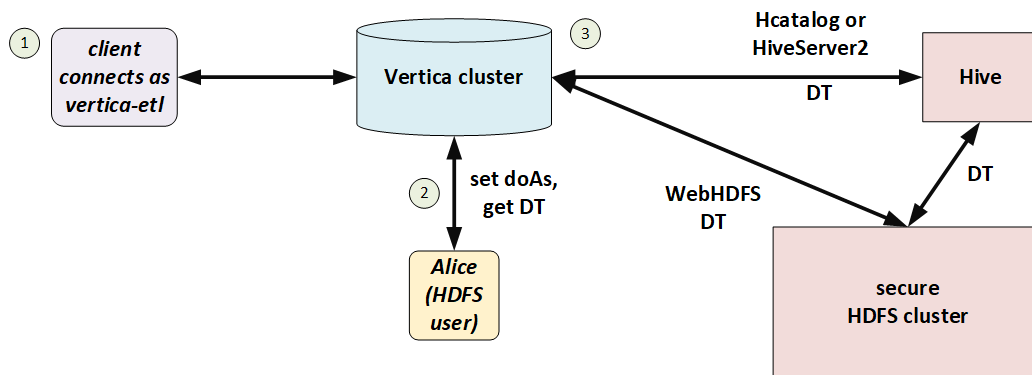 1
client
connects as
vertica-etl
Vertica cluster
3
Hcatalog or
HiveServer2
DT
Hive
2
set doAs,
get DT
WebHDFS
DT
DT
Alice
(HDFS
user)
secure
HDFS cluster